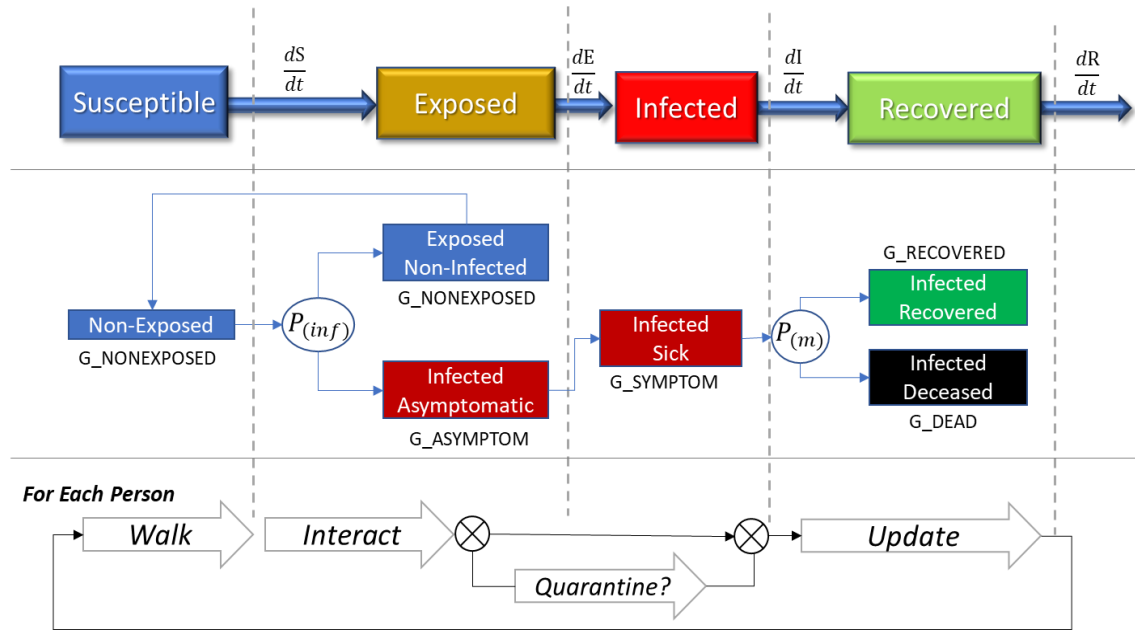 dS
dt
dE
dt
dI
dt
dR
dt
Susceptible
Exposed
Infected
Recovered
Exposed
Non-Infected
G_NONEXPOSED
Non-Exposed
G_NONEXPOSED
P(inf)
Infected
Asymptomatic
G_ASYMPTOM
Infected
Sick
G_SYMPTOM
P(m)
G_RECOVERED
Infected
Recovered
Infected
Deceased
G_DEAD
For Each Person
Walk
Interact
Quarantine?
Update